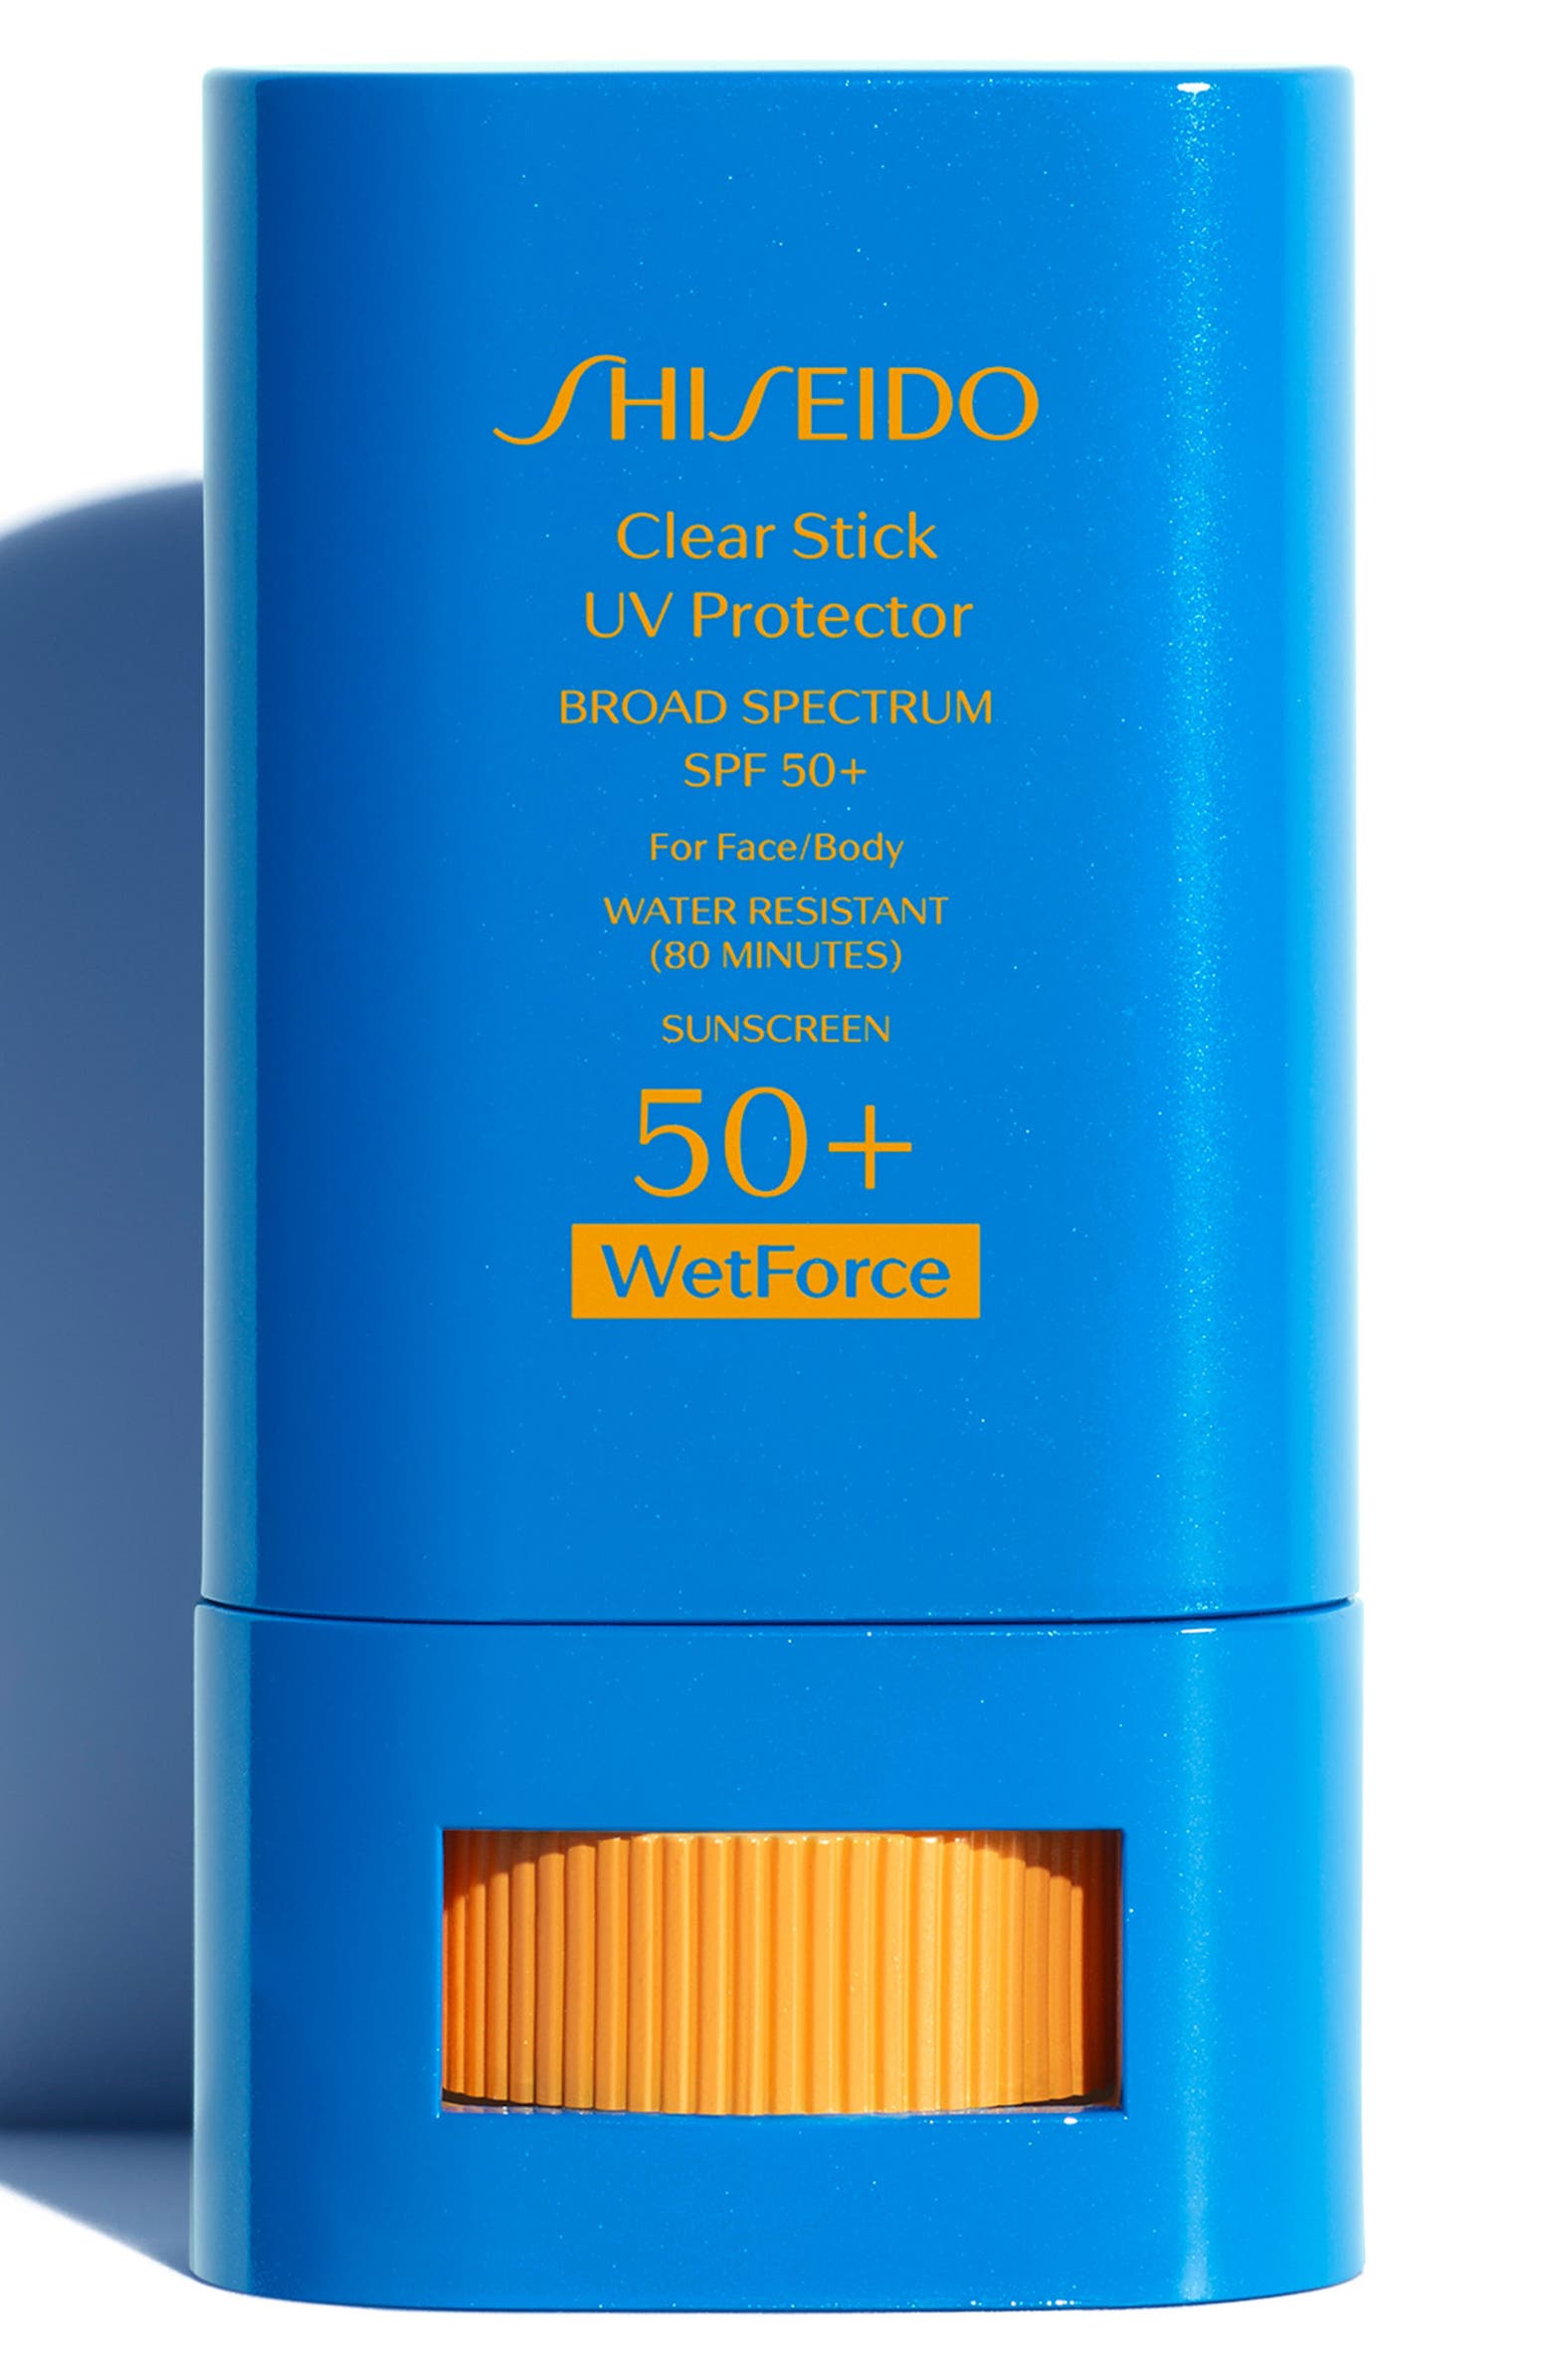 SHISEIDO
Clear Stick
UV Protector
BROAD SPECTRUM
SPF 50+
For Face/Body
WATER RESISTANT
(80 MINUTES)
SUNSCREEN
50+
WetForce